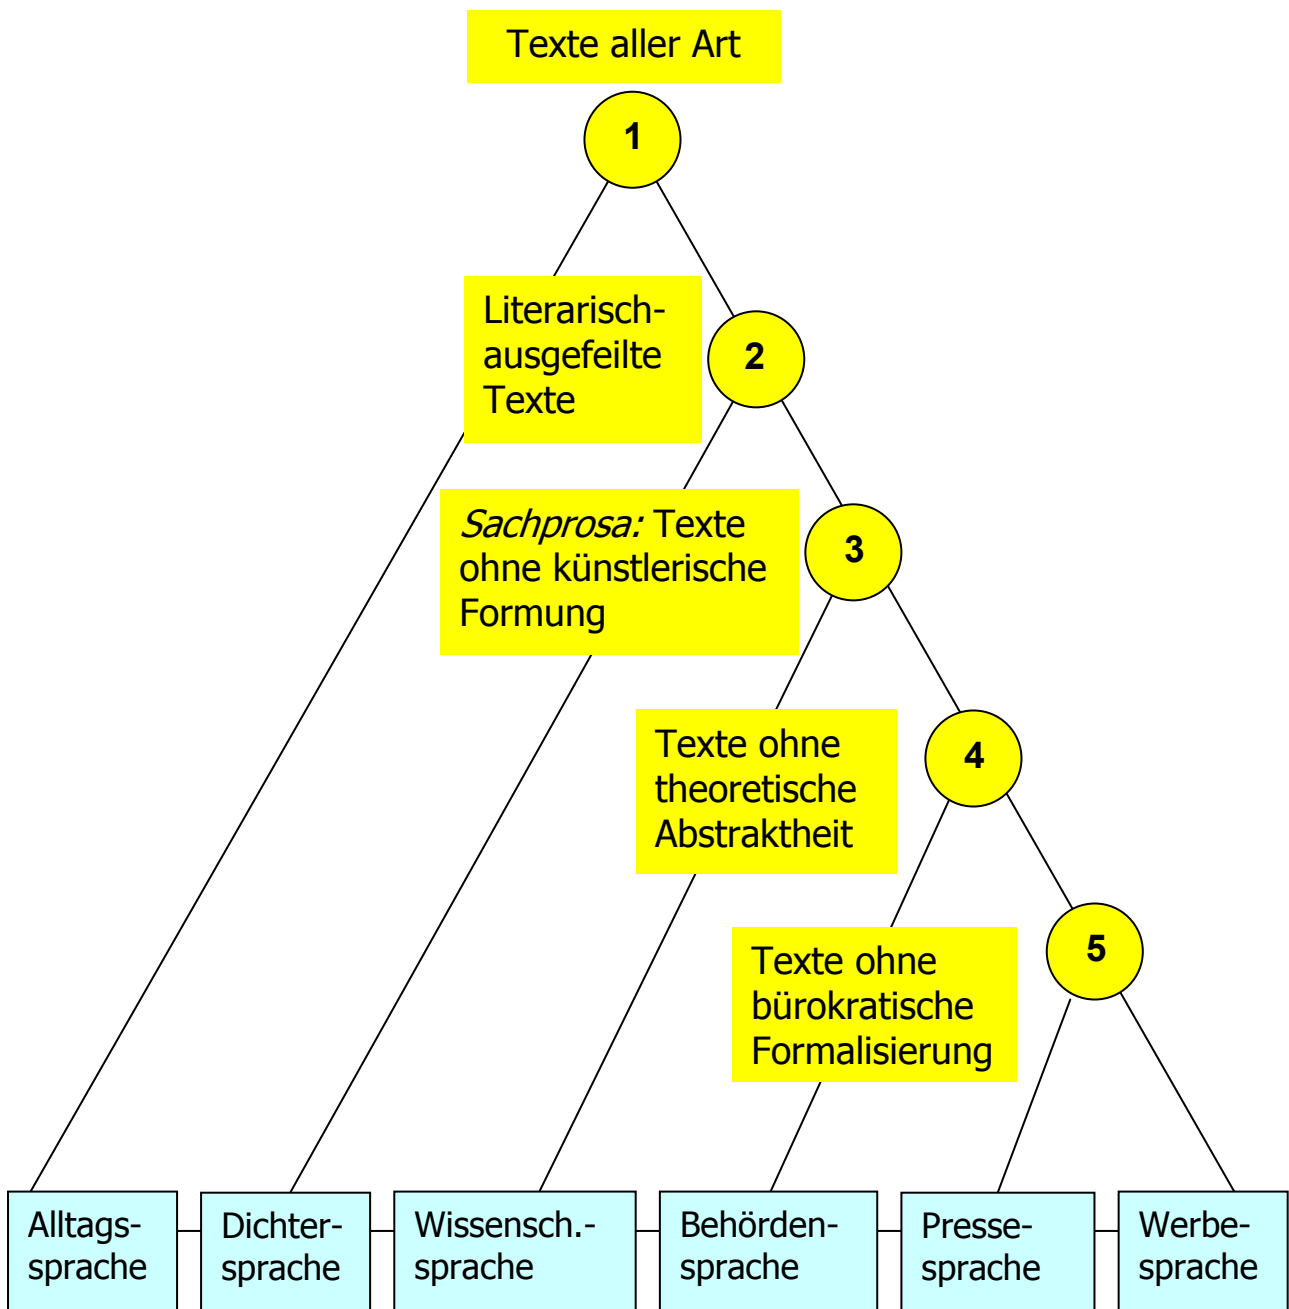 Texte aller Art
1
Literarisch-
ausgefeilte
Texte
2
Sachprosa: Texte
ohne künstlerische
Formung
3
Texte ohne
theoretische
Abstraktheit
4
Texte ohne
bürokratische
Formalisierung
5
Alltags-
sprache
Dichter-
sprache
Wissensch.-
sprache
Behörden-
sprache
Presse-
sprache
Werbe-
sprache